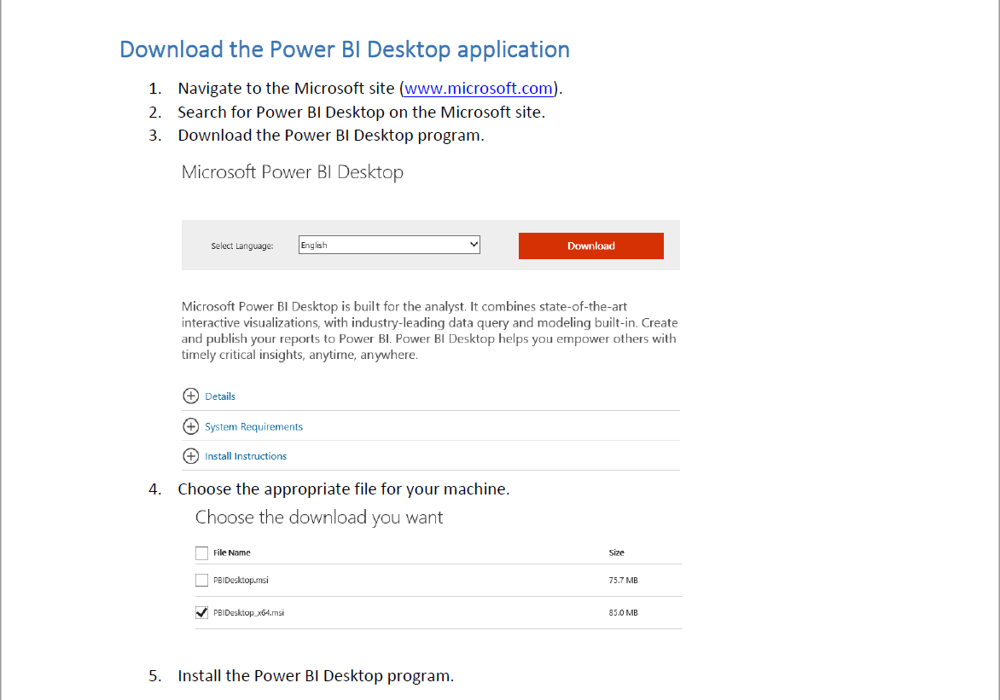 Download the Power BI Desktop application
1. Navigate to the Microsoft site (www.microsoft.com).
2. Search for Power BI Desktop on the Microsoft site.
3. Download the Power BI Desktop program.
Microsoft Power BI Desktop
Select Language: English Download
Microsoft Power BI Desktop is built for the analyst. It combines state-of-the-art
interactive visualizations, with industry-leading data query and modeling built-in. Create
and publish your reports to Power BI. Power BI Desktop helps you empower others with
timely critical insights, anytime, anywhere.
Details
System Requirements
Install Instructions
4. Choose the appropriate file for your machine.
Choose the download you want
File Name Size
PBIDesktop.msi 75.7 MB
PBIDesktop_x64.msi 85.0 MB
5. Install the Power BI Desktop program.